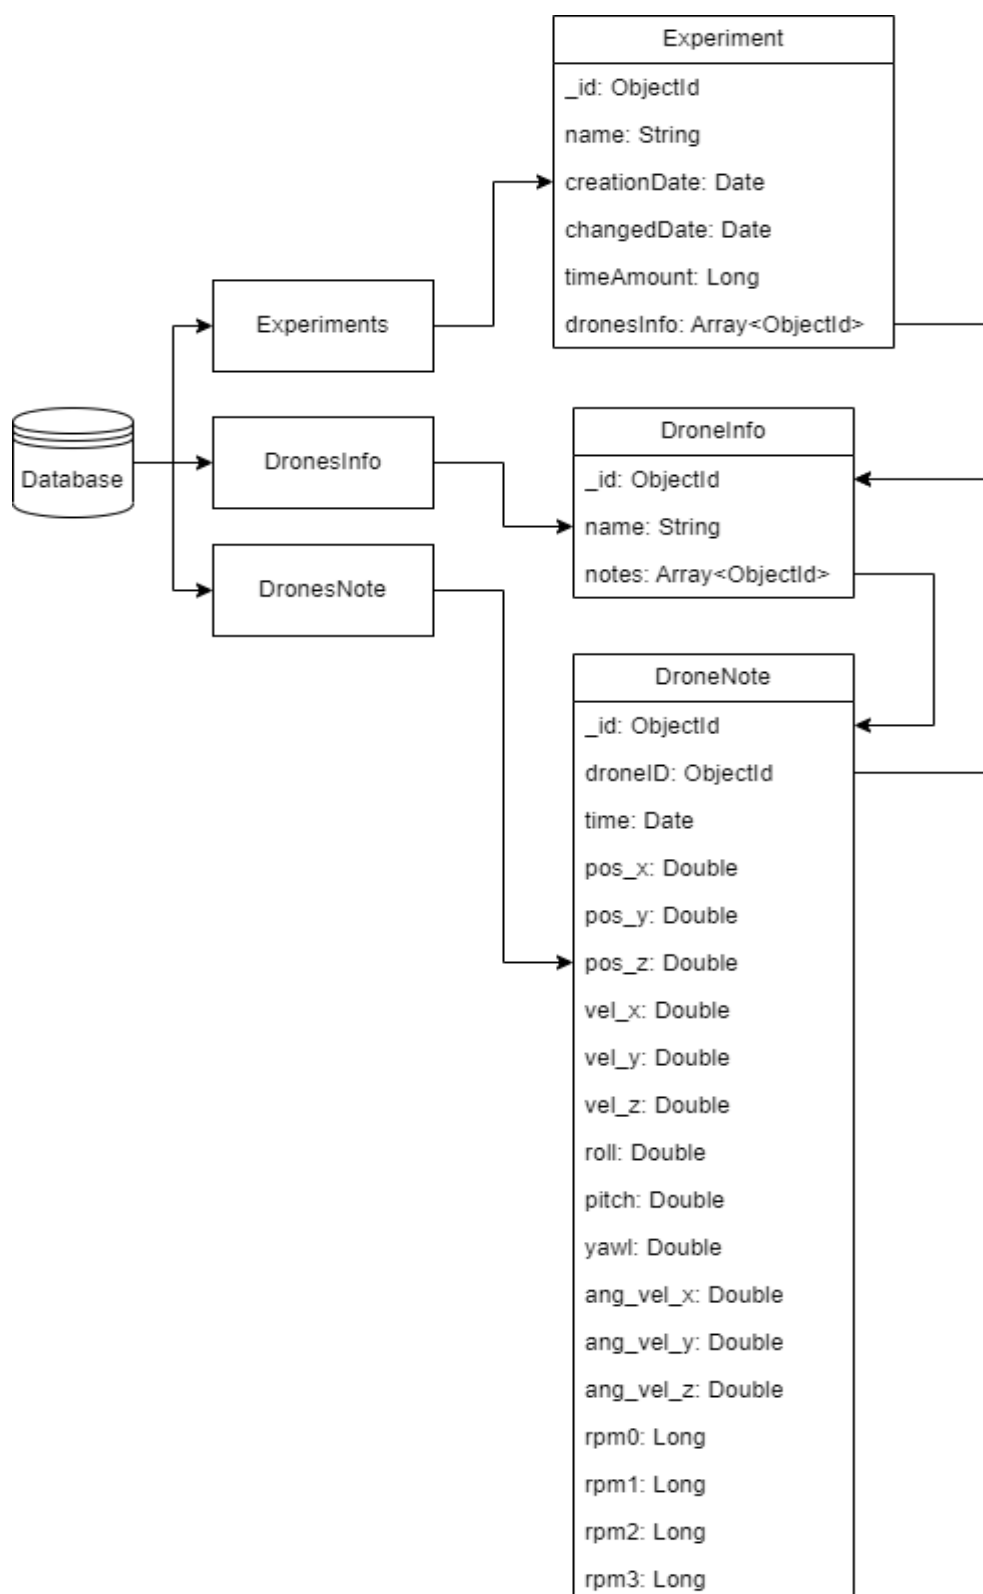 Experiment
_id: ObjectId
name: String
creationDate: Date
changedDate: Date
timeAmount: Long
dronesInfo: Array<ObjectId>
Experiments
DronesInfo
DronesNote
Database
DroneInfo
_id: ObjectId
name: String
notes: Array<ObjectId>
DroneNote
_id: ObjectId
droneID: ObjectId
time: Date
pos_x: Double
pos_y: Double
pos_z: Double
vel_x: Double
vel_y: Double
vel_z: Double
roll: Double
pitch: Double
yawl: Double
ang_vel_x: Double
ang_vel_y: Double
ang_vel_z: Double
rpm0: Long
rpm1: Long
rpm2: Long
rpm3: Long